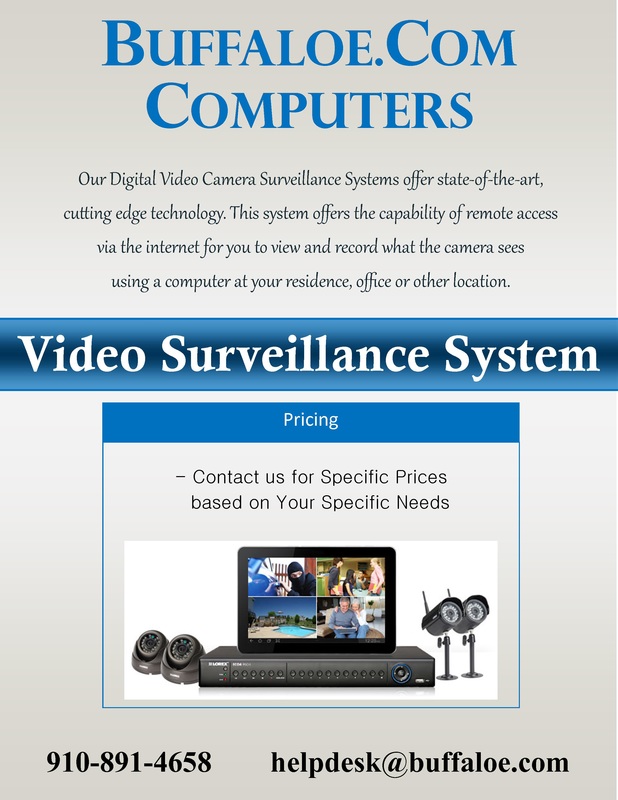 Buffaloe.Com
Computers
Our Digital Video Camera Surveillance Systems offer state-of-the-art,
cutting edge technology. This system offers the capability of remote access
via the internet for you to view and record what the camera sees
using a computer at your residence, office or other location.
Video Surveillance System
Pricing
- Contact us for Specific Prices
based on Your Specific Needs
LOREX
910-891-4658 helpdesk@buffaloe.com